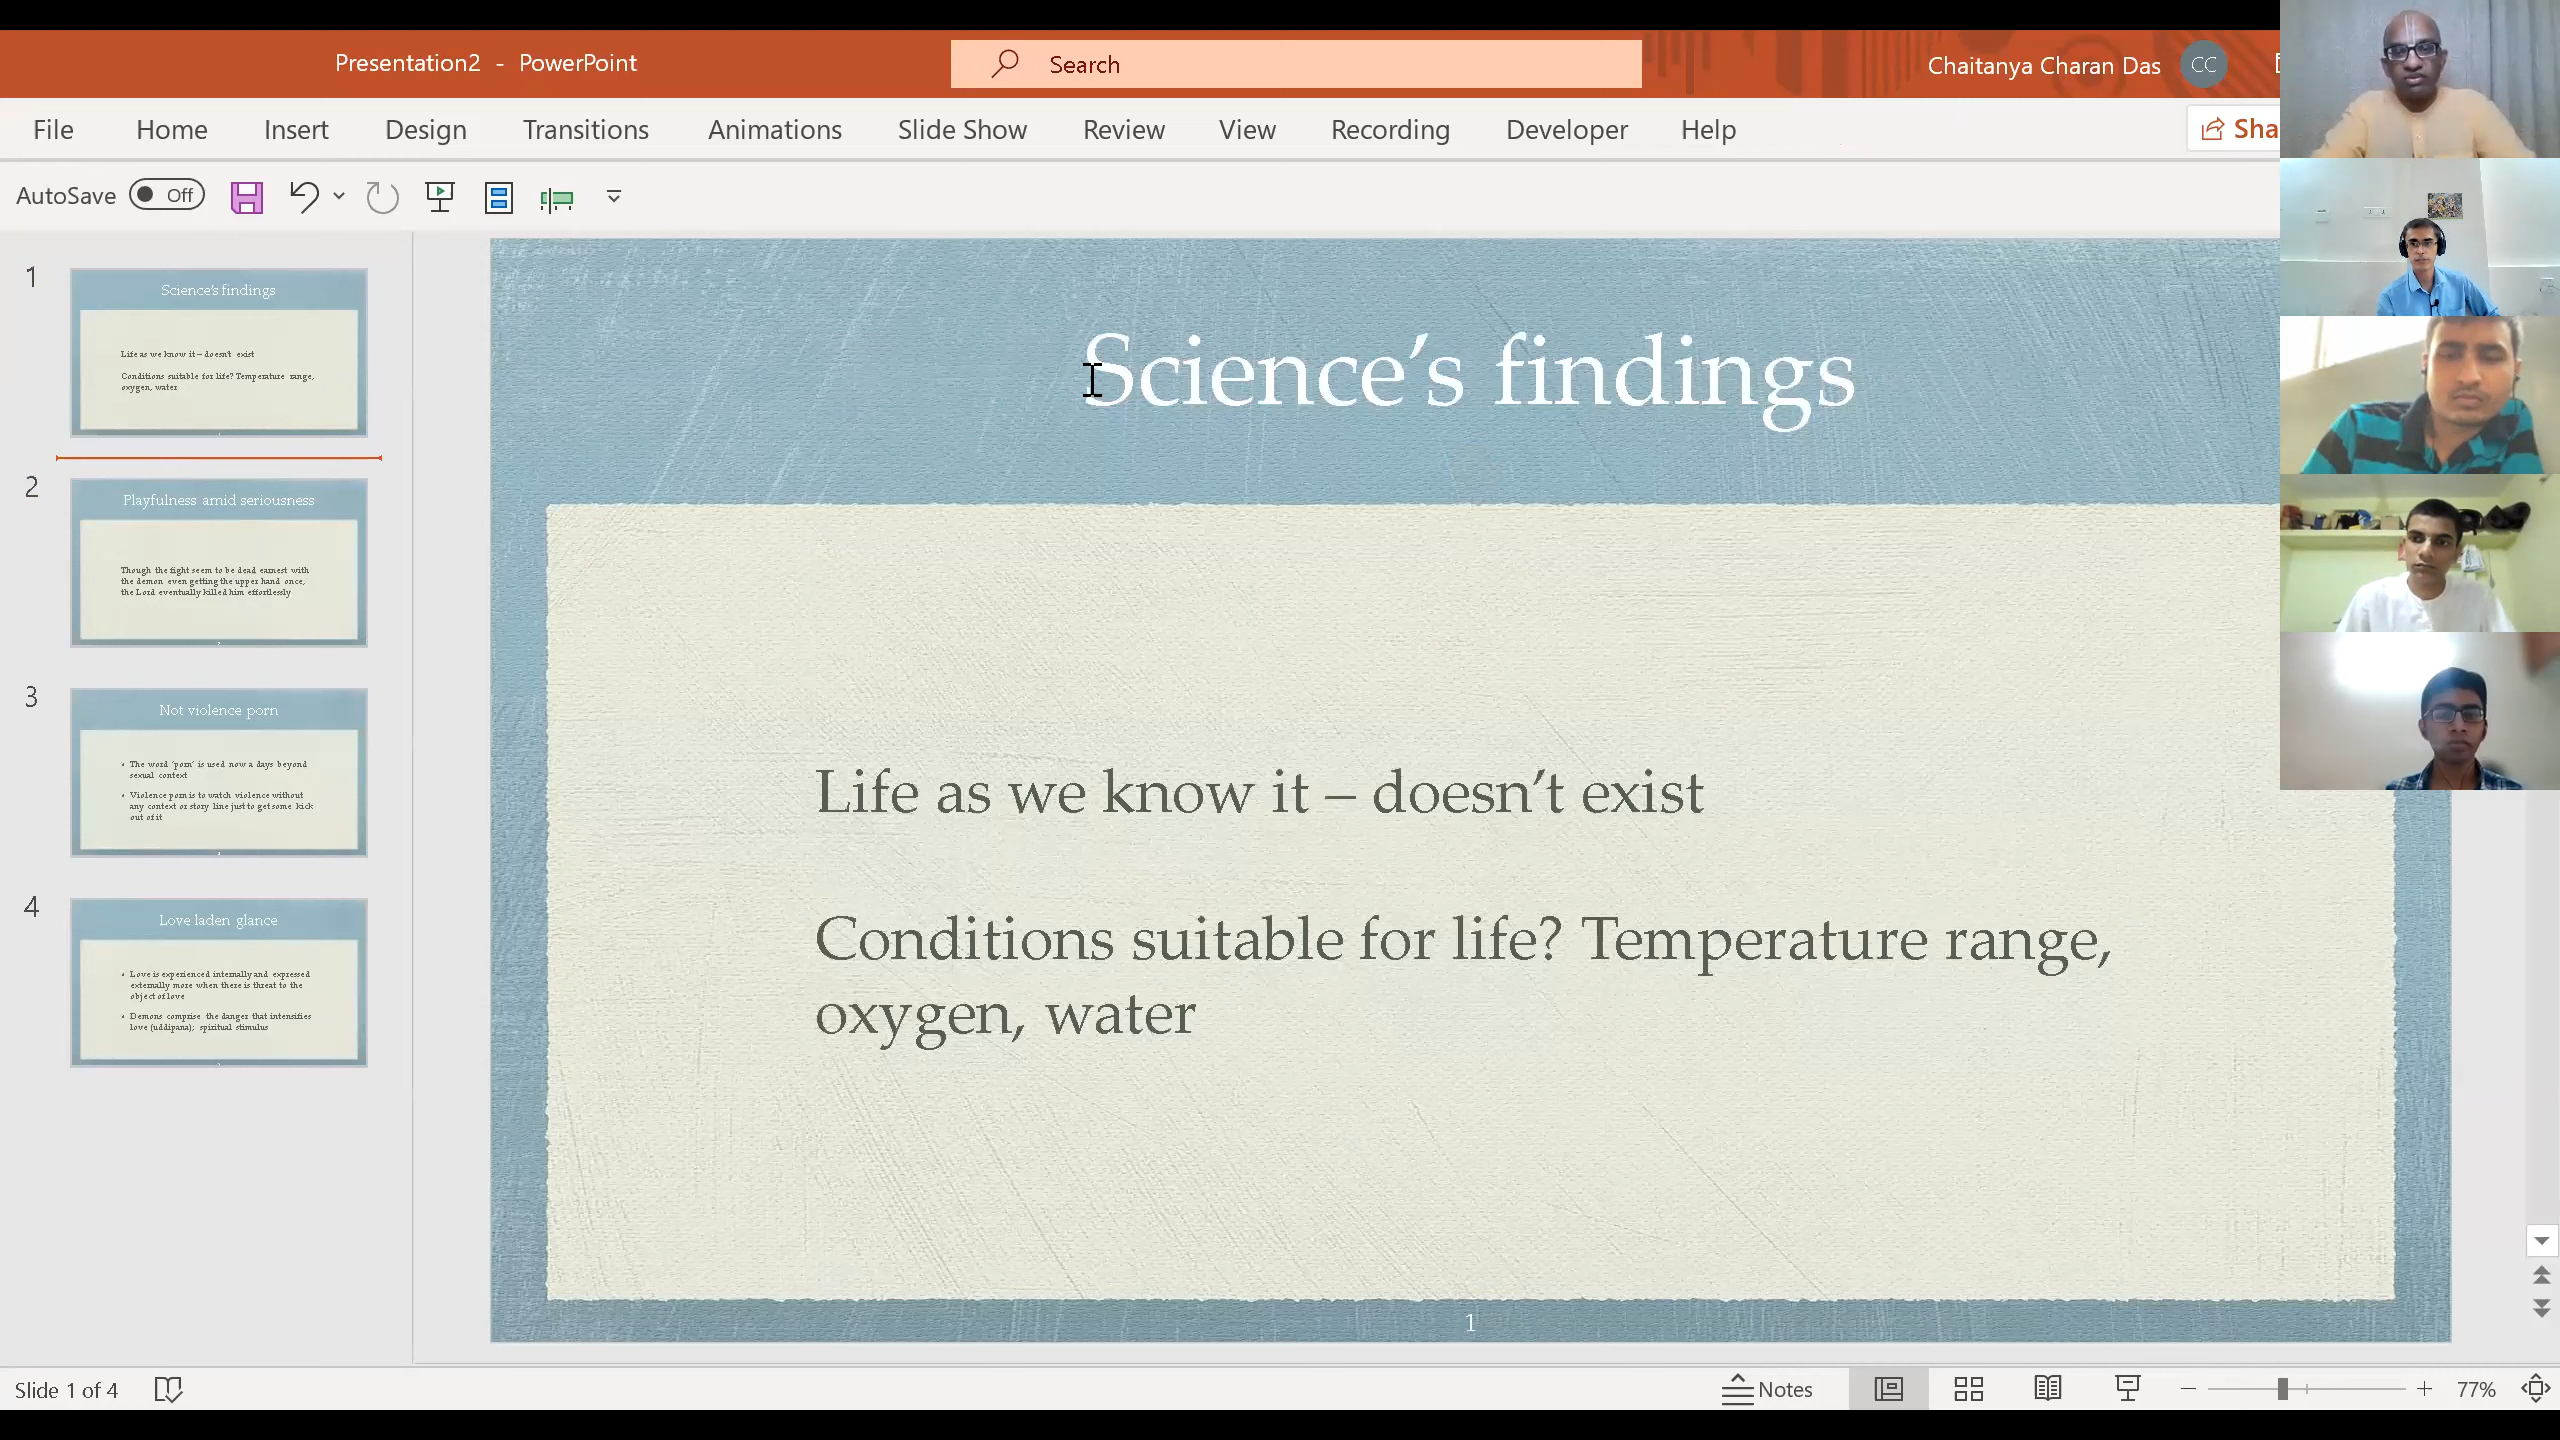 Presentation2 - PowerPoint
Search
Chaitanya Charan Das
CC
File Home Insert Design Transitions Animations Slide Show Review View Recording Developer Help
Sha
AutoSave Off
1
Science's findings
Life as we know it – doesn't exist
Conditions suitable for life? Temperature range,
oxygen, water
2
Playfulness amid seriousness
Though the fight seem to be dead earnest with
the demon even getting the upper hand once,
the Lord eventually killed him effortlessly
3
Not violence porn
• The word 'porn' is used now a days beyond
sexual context
• Violence porn is to watch violence without
any context or story line just to get some kick
out of it
4
Love laden glance
• Love is experienced internally and expressed
externally more when there is threat to the
object of love
• Demons comprise the danger that intensifies
love (uddipana); spiritual stimulus
Science's findings
Life as we know it – doesn't exist
Conditions suitable for life? Temperature range,
oxygen, water
1
Slide 1 of 4
Notes
77%